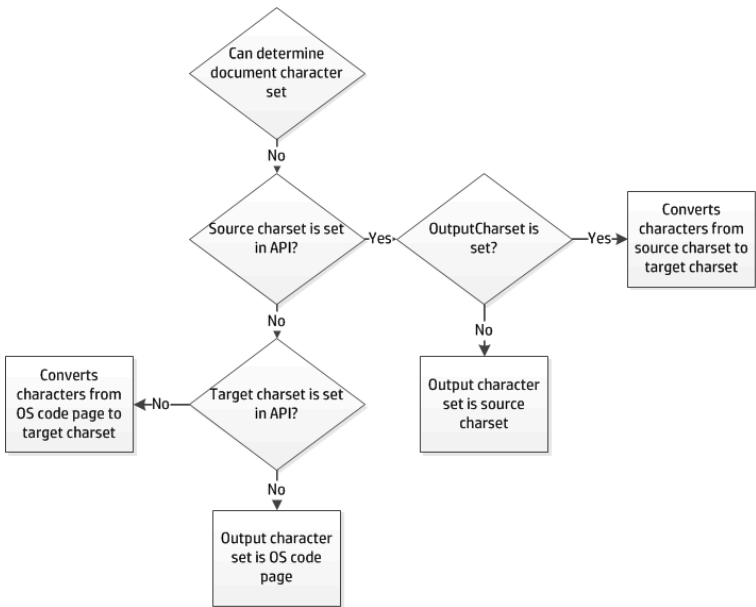 Can determine
document character
set
No
Source charset is set
in API?
Yes
OutputCharset is
set?
Yes
Converts
characters from
source charset to
target charset
No
No
Converts
characters from
OS code page to
target charset
No
Target charset is set
in API?
Output character
set is source
charset
No
Output character
set is OS code
page